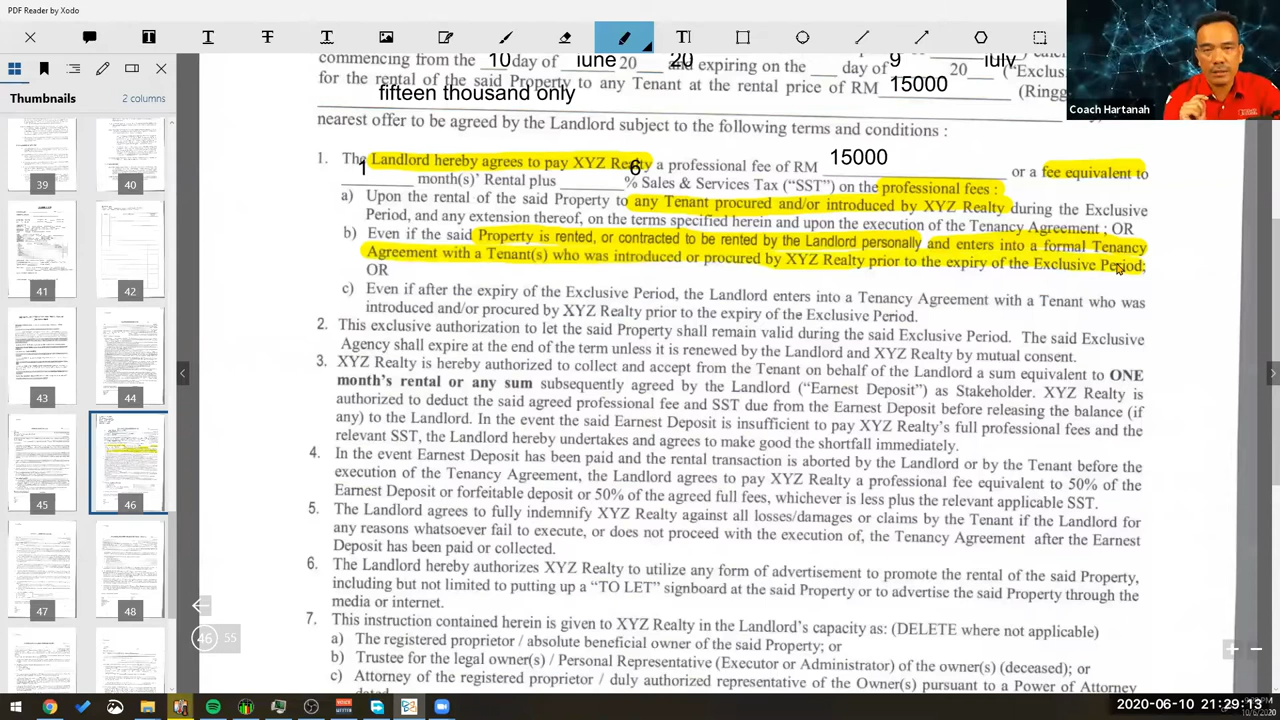 PDF Reader by Xodo
Thumbnails
2 columns
39
40
41
42
43
44
45
46
47
48
46 55
Coach Hartanah
commencing from the 10 day of June 20 20 and expiring on the ___ day of 9 July 20___ ("Exclus
for the rental of the said Property to any Tenant at the rental price of RM 15000 (Ringg
fifteen thousand only
nearest offer to be agreed by the Landlord subject to the following terms and conditions :
1. The Landlord hereby agrees to pay XYZ Realty a professional fee of RM 15000 or a fee equivalent to
1 month(s)' Rental plus 6 % Sales & Services Tax ("SST") on the professional fees :
a) Upon the rental of the said Property to any Tenant procured and/or introduced by XYZ Realty during the Exclusive
Period, and any extension thereof, on the terms specified herein and upon the execution of the Tenancy Agreement ; OR
b) Even if the said Property is rented, or contracted to be rented by the Landlord personally and enters into a formal Tenancy
Agreement with a Tenant(s) who was introduced or procured by XYZ Realty prior to the expiry of the Exclusive Period;
OR
c) Even if after the expiry of the Exclusive Period, the Landlord enters into a Tenancy Agreement with a Tenant who was
introduced and/or procured by XYZ Realty prior to the expiry of the Exclusive Period.
2. This exclusive authorization to let the said Property shall remain valid during the said Exclusive Period. The said Exclusive
Agency shall expire at the end of the term unless it is renewed by the Landlord and XYZ Realty by mutual consent.
3. XYZ Realty is hereby authorized to collect and accept from the Tenant on behalf of the Landlord a sum equivalent to ONE
month's rental or any sum subsequently agreed by the Landlord ("Earnest Deposit") as Stakeholder. XYZ Realty is
authorized to deduct the said agreed professional fee and SST due from the Earnest Deposit before releasing the balance (if
any) to the Landlord. In the event the said Earnest Deposit is insufficient to pay XYZ Realty's full professional fees and the
relevant SST, the Landlord hereby undertakes and agrees to make good the shortfall immediately.
4. In the event Earnest Deposit has been paid and the rental transaction is aborted by the Landlord or by the Tenant before the
execution of the Tenancy Agreement, the Landlord agrees to pay XYZ Realty a professional fee equivalent to 50% of the
Earnest Deposit or forfeitable deposit or 50% of the agreed full fees, whichever is less plus the relevant applicable SST.
5. The Landlord agrees to fully indemnify XYZ Realty against all losses/damages or claims by the Tenant if the Landlord for
any reasons whatsoever fail to execute, or does not proceed with the execution of, the Tenancy Agreement after the Earnest
Deposit has been paid or collected.
6. The Landlord hereby authorizes XYZ Realty to utilize any form of advertisement to promote the rental of the said Property,
including but not limited to putting up a "TO LET" signboard at the said Property or to advertise the said Property through the
media or internet.
7. This instruction contained herein is given to XYZ Realty in the Landlord's capacity as: (DELETE where not applicable)
a) The registered proprietor / absolute beneficial owner of the said Property; or
b) Trustee for the legal owner(s) / Personal Representative (Executor or Administrator) of the owner(s) (deceased); or
c) Attorney of the registered proprietor / duly authorized representative of the Owner(s) pursuant to a Power of Attorney
2020-06-10 21:29:13